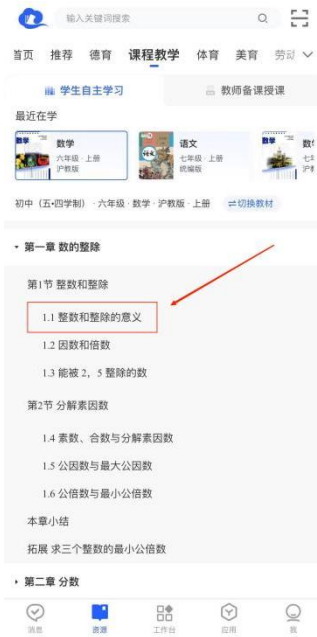 输入关键词搜索
首页 推荐 德育 课程教学 体育 美育 劳动
学生自主学习 教师备课授课
最近在学
数学
六年级·上册
沪教版
语文
七年级·上册
统编版
初中（五•四学制）·六年级·数学·沪教版·上册 切换教材
第一章 数的整除
第1节 整数和整除
1.1 整数和整除的意义
1.2 因数和倍数
1.3 能被 2，5 整除的数
第2节 分解素因数
1.4 素数、合数与分解素因数
1.5 公因数与最大公因数
1.6 公倍数与最小公倍数
本章小结
拓展 求三个整数的最小公倍数
第二章 分数
消息 资源 工作台 应用 我